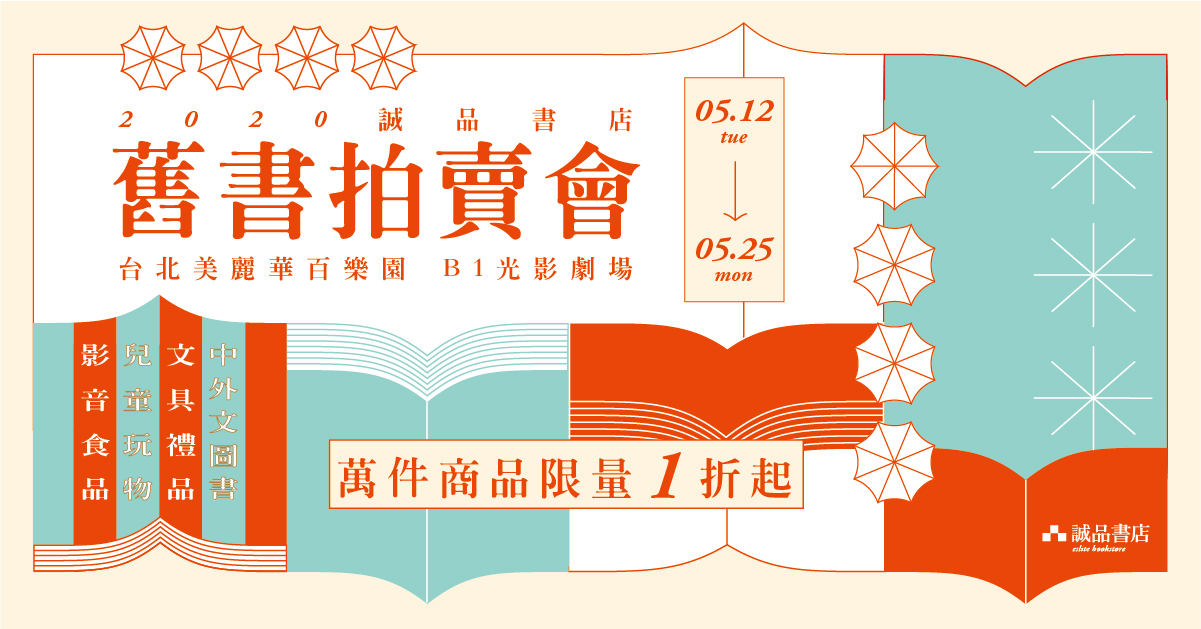 2020誠品書店
舊書拍賣會
台北美麗華百樂園 B1光影劇場
05.12
tue
05.25
mon
中外文圖書
文具禮品
兒童玩物
影音食品
萬件商品限量1折起
誠品書店
eslite bookstore